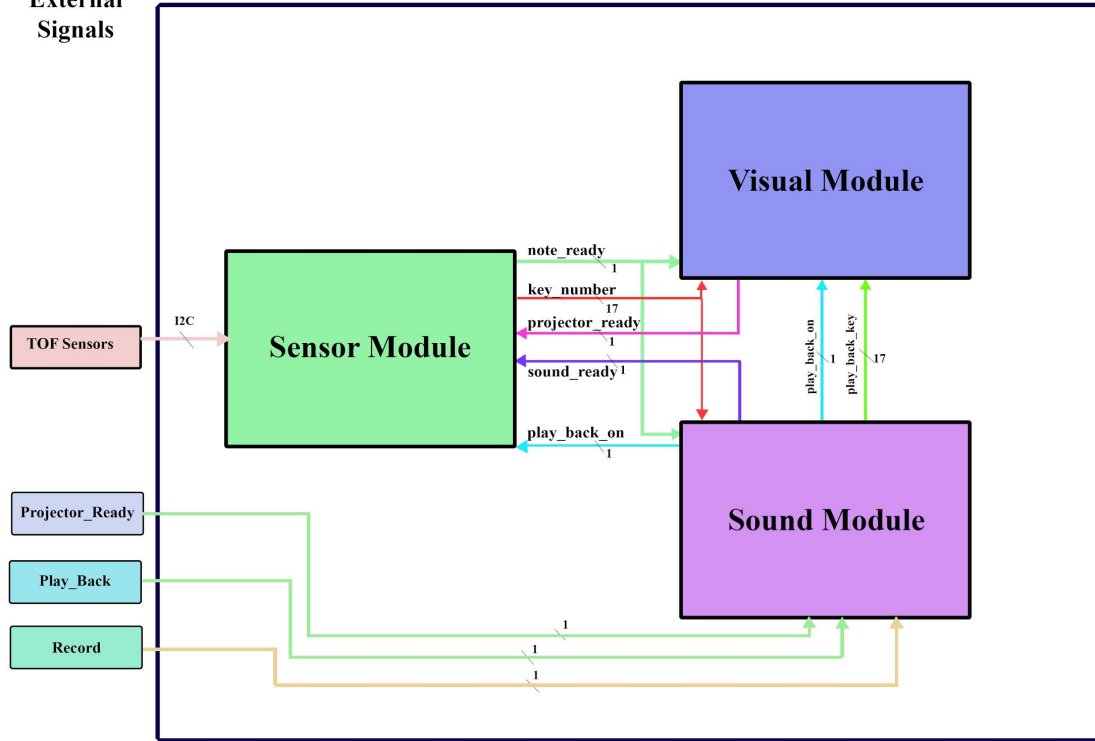 External
Signals
Visual Module
note_ready
1
key_number
17
I2C
projector_ready
1
TOF Sensors
Sensor Module
sound_ready
1
play_back_on
1
play_back_key
17
play_back_on
1
Projector_Ready
Sound Module
Play_Back
Record
1
1
1